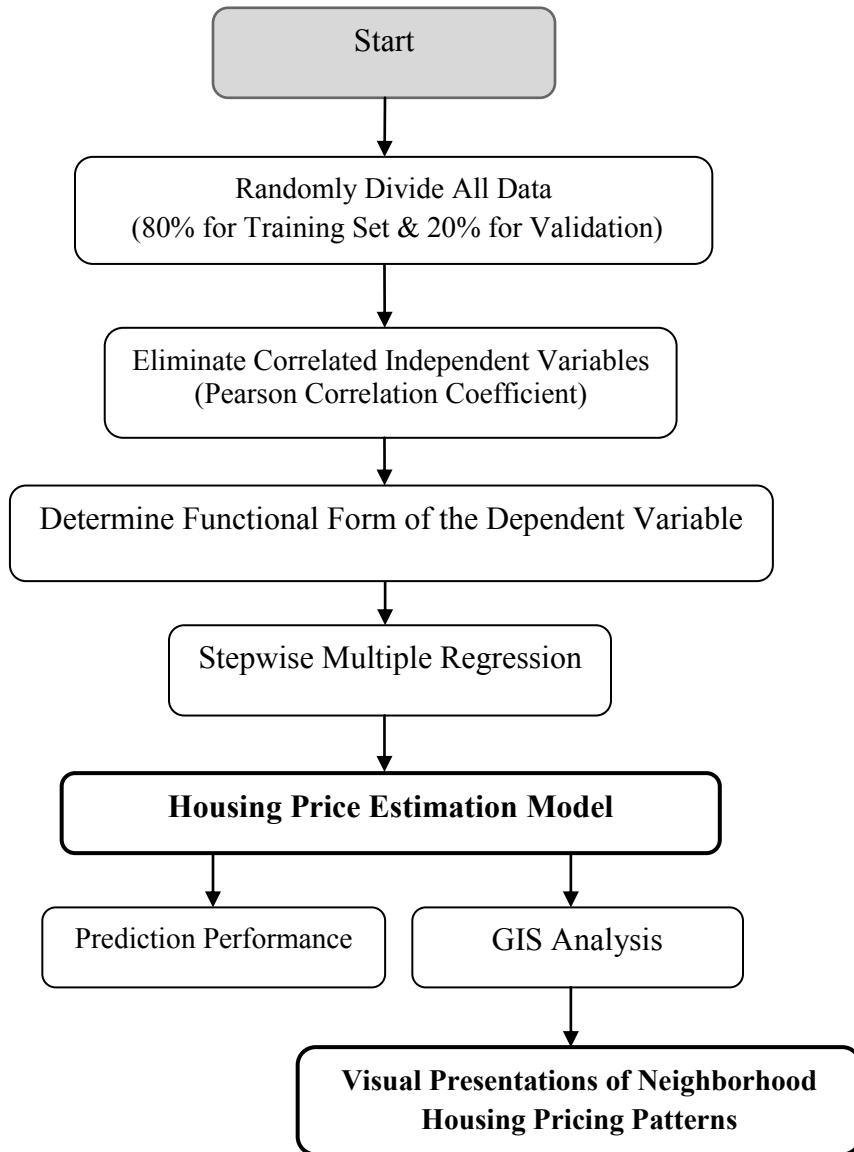 Start
Randomly Divide All Data
(80% for Training Set & 20% for Validation)
Eliminate Correlated Independent Variables
(Pearson Correlation Coefficient)
Determine Functional Form of the Dependent Variable
Stepwise Multiple Regression
Housing Price Estimation Model
Prediction Performance
GIS Analysis
Visual Presentations of Neighborhood
Housing Pricing Patterns